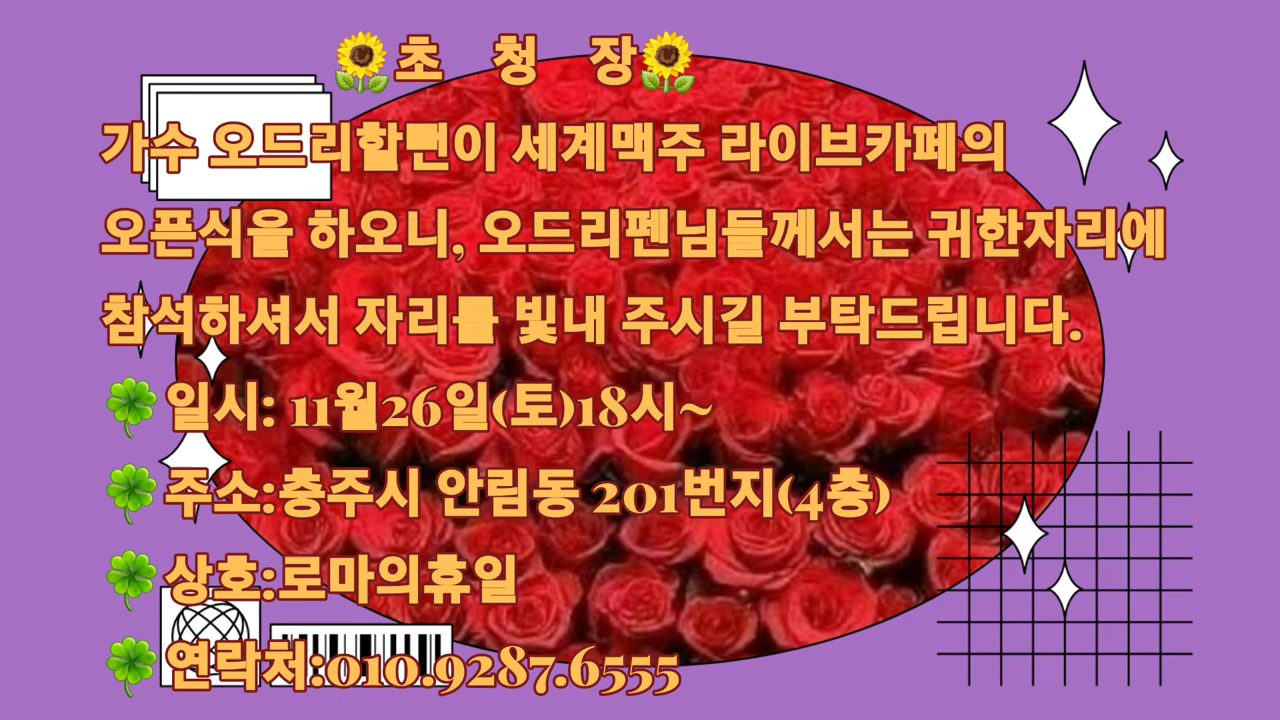 🌻초 청 장🌻
가수 오드리할뻔이 세계맥주 라이브카페의
오픈식을 하오니, 오드리펜님들께서는 귀한자리에
참석하셔서 자리를 빛내 주시길 부탁드립니다.
🍀일시: 11월26일(토)18시~
🍀주소:충주시 안림동 201번지(4층)
🍀상호:로마의휴일
🍀연락처:010.9287.6555